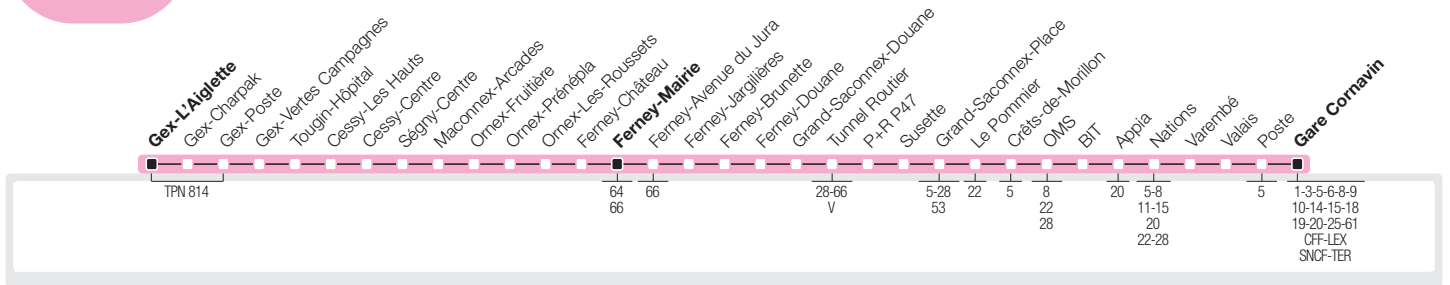 Gex-L'Aiglette
Gex-Charpak
Gex-Poste
Gex-Vertes Campagnes
Tougin-Hôpital
Cessy-Les Hauts
Cessy-Centre
Ségny-Centre
Maconnex-Arcades
Ornex-Fruitière
Ornex-Prénépla
Ornex-Les-Roussets
Ferney-Château
Ferney-Mairie
Ferney-Avenue du Jura
Ferney-Jargilières
Ferney-Brunette
Ferney-Douane
Grand-Saconnex-Douane
Tunnel Routier
P+R P47
Susette
Grand-Saconnex-Place
Le Pommier
Crêts-de-Morillon
OMS
BIT
Appia
Nations
Varembé
Valais
Poste
Gare Cornavin
TPN 814
64
66
66
28-66
V
5-28
53
22
5
8
22
28
20
5-8
11-15
20
22-28
5
1-3-5-6-8-9
10-14-15-18
19-20-25-61
CFF-LEX
SNCF-TER